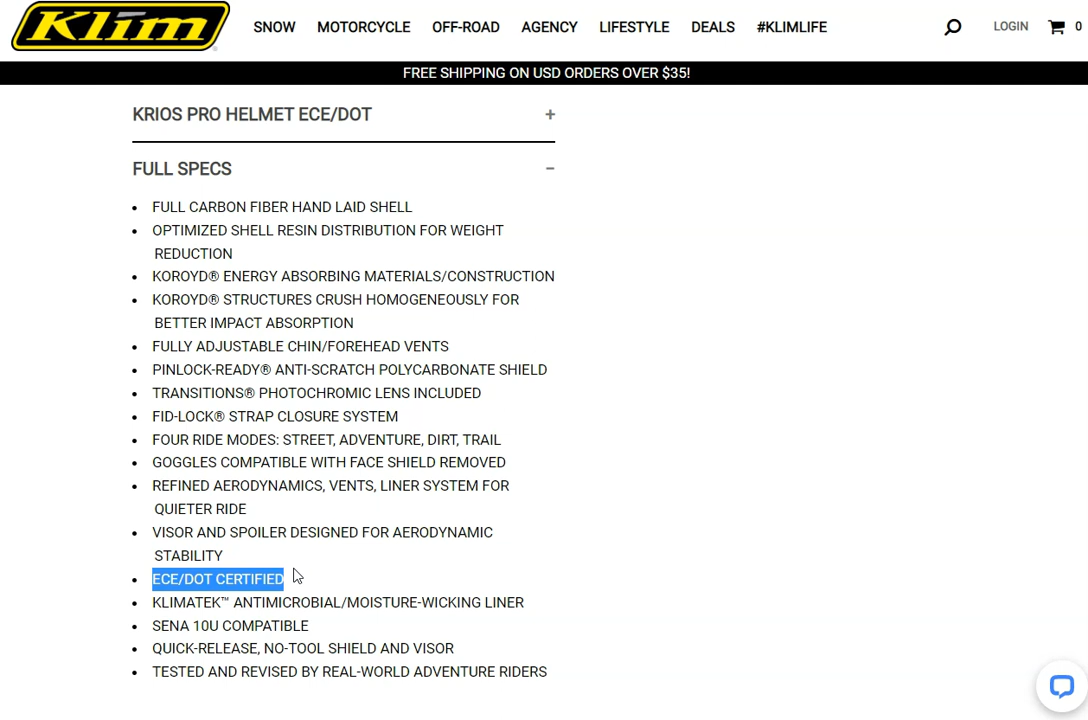 Klim
SNOW MOTORCYCLE OFF-ROAD AGENCY LIFESTYLE DEALS #KLIMLIFE LOGIN 0
FREE SHIPPING ON USD ORDERS OVER $35!
KRIOS PRO HELMET ECE/DOT +
FULL SPECS −
• FULL CARBON FIBER HAND LAID SHELL
• OPTIMIZED SHELL RESIN DISTRIBUTION FOR WEIGHT
REDUCTION
• KOROYD® ENERGY ABSORBING MATERIALS/CONSTRUCTION
• KOROYD® STRUCTURES CRUSH HOMOGENEOUSLY FOR
BETTER IMPACT ABSORPTION
• FULLY ADJUSTABLE CHIN/FOREHEAD VENTS
• PINLOCK-READY® ANTI-SCRATCH POLYCARBONATE SHIELD
• TRANSITIONS® PHOTOCHROMIC LENS INCLUDED
• FID-LOCK® STRAP CLOSURE SYSTEM
• FOUR RIDE MODES: STREET, ADVENTURE, DIRT, TRAIL
• GOGGLES COMPATIBLE WITH FACE SHIELD REMOVED
• REFINED AERODYNAMICS, VENTS, LINER SYSTEM FOR
QUIETER RIDE
• VISOR AND SPOILER DESIGNED FOR AERODYNAMIC
STABILITY
• ECE/DOT CERTIFIED
• KLIMATEK™ ANTIMICROBIAL/MOISTURE-WICKING LINER
• SENA 10U COMPATIBLE
• QUICK-RELEASE, NO-TOOL SHIELD AND VISOR
• TESTED AND REVISED BY REAL-WORLD ADVENTURE RIDERS